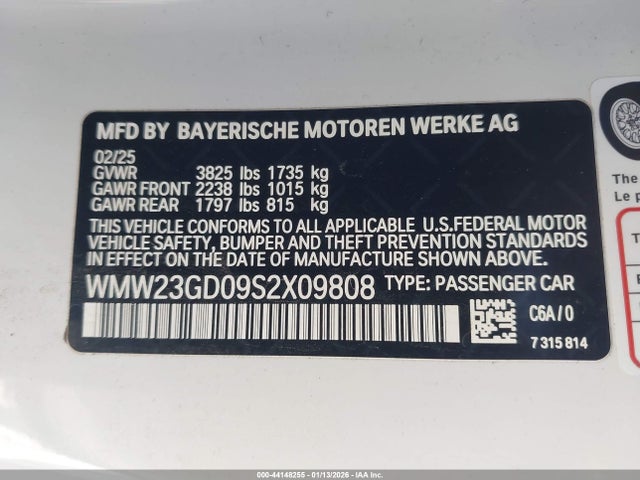 MFD BY BAYERISCHE MOTOREN WERKE AG
02/25
GVWR 3825 lbs 1735 kg
GAWR FRONT 2238 lbs 1015 kg
GAWR REAR 1797 lbs 815 kg
THIS VEHICLE CONFORMS TO ALL APPLICABLE U.S.FEDERAL MOTOR
VEHICLE SAFETY, BUMPER AND THEFT PREVENTION STANDARDS
IN EFFECT ON THE DATE OF MANUFACTURE SHOWN ABOVE.
WMW23GD09S2X09808 TYPE: PASSENGER CAR
C6A/0
7315814
The
Le p
000-44148255 - 01/13/2026 - IAA Inc.